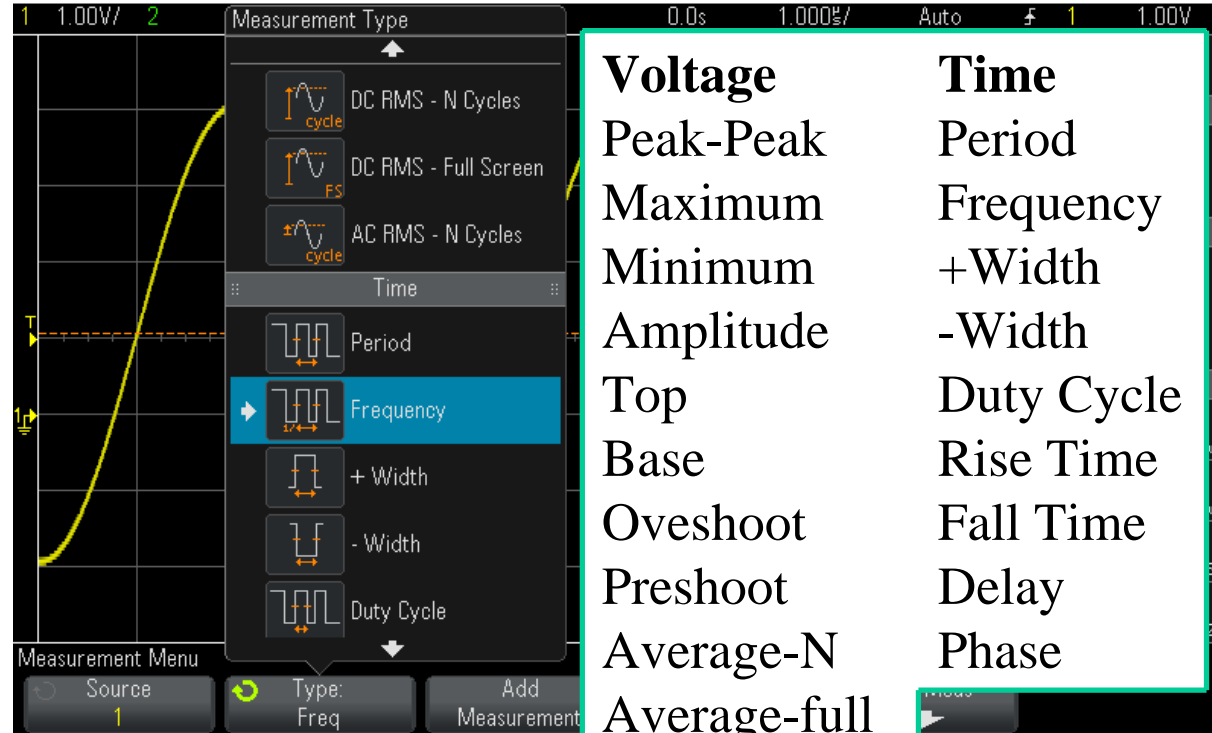 1 1.00V/ 2 0.0s 1.000s/ Auto 1 1.00V
Measurement Type
DC RMS - N Cycles
cycle
DC RMS - Full Screen
FS
AC RMS - N Cycles
cycle
Time
Period
Frequency
1/
+ Width
- Width
Duty Cycle
T
1
Measurement Menu
Source
1
Type:
Freq
Add
Measurement
Voltage Time
Peak-Peak Period
Maximum Frequency
Minimum +Width
Amplitude -Width
Top Duty Cycle
Base Rise Time
Oveshoot Fall Time
Preshoot Delay
Average-N Phase
Average-full